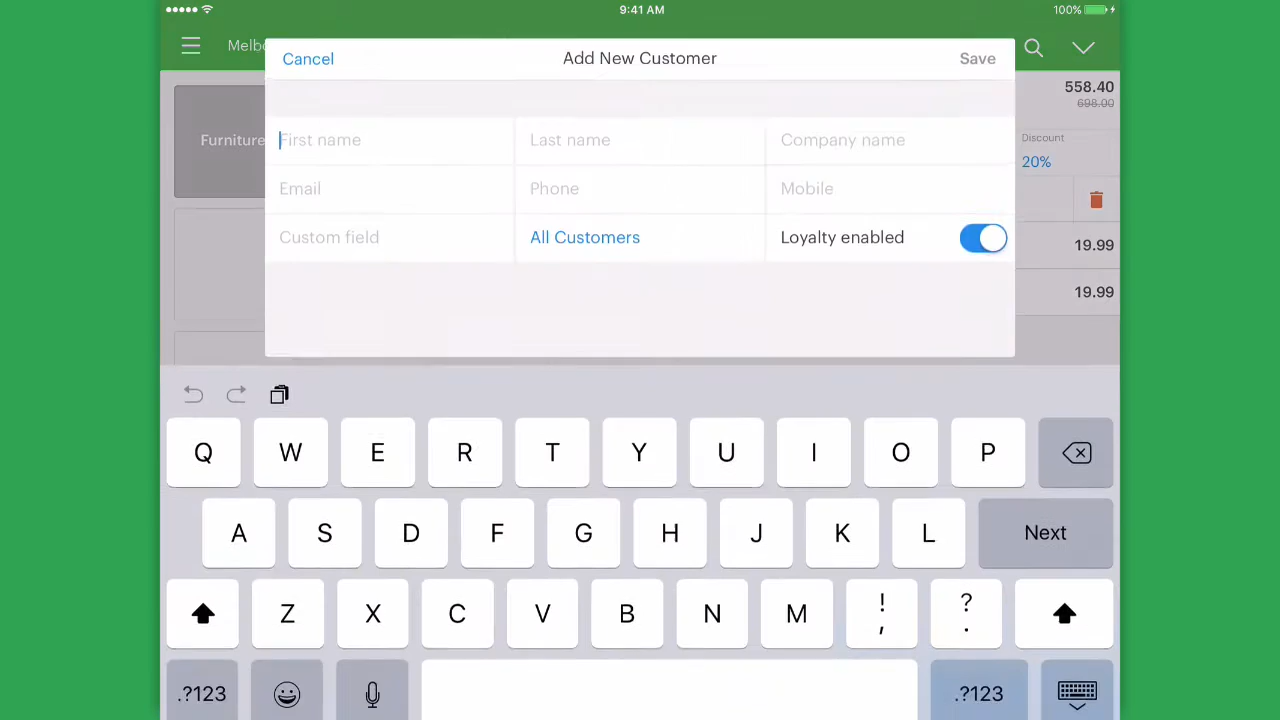 9:41 AM
100%
Melbo
Cancel
Add New Customer
Save
558.40
698.00
Furniture
First name
Last name
Company name
Discount
20%
Email
Phone
Mobile
Custom field
All Customers
Loyalty enabled
19.99
19.99
Q W E R T Y U I O P
A S D F G H J K L Next
Z X C V B N M ! , ? .
.?123
.?123